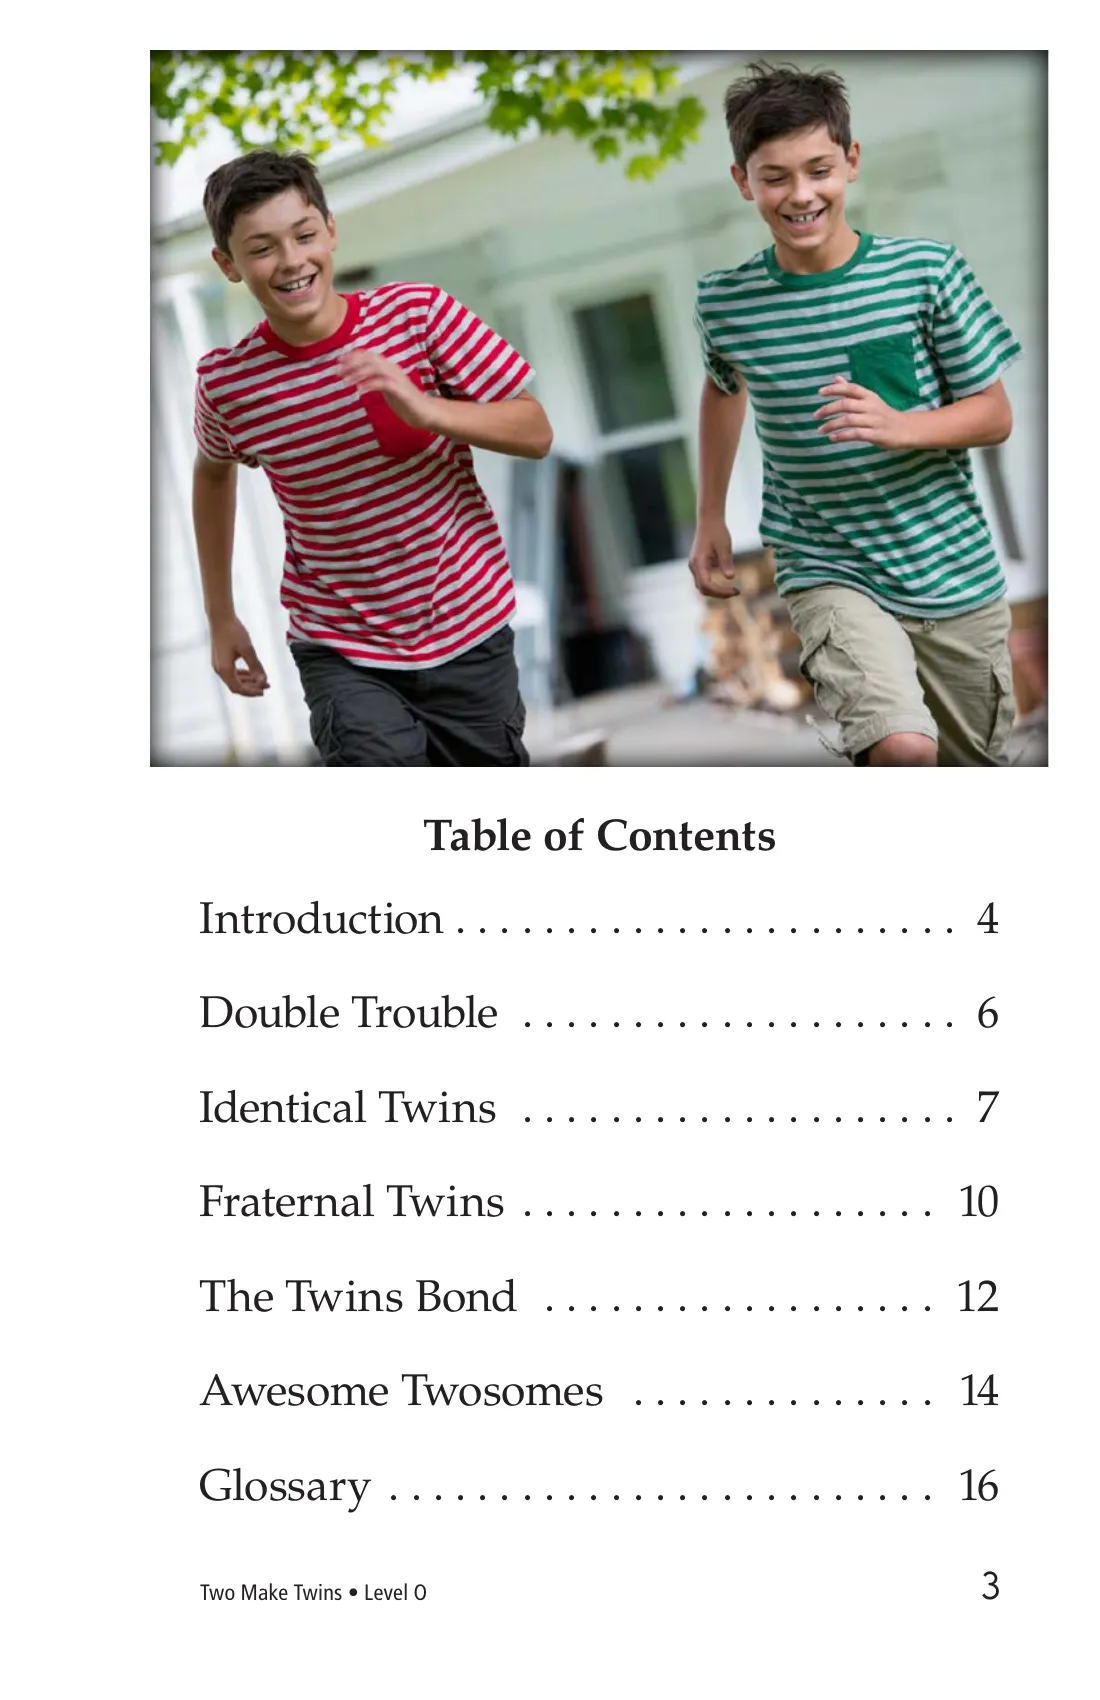 Table of Contents
Introduction . . . . . . . . . . . . . . . . . . . . . . . 4
Double Trouble . . . . . . . . . . . . . . . . . . . . 6
Identical Twins . . . . . . . . . . . . . . . . . . . . 7
Fraternal Twins . . . . . . . . . . . . . . . . . . . 10
The Twins Bond . . . . . . . . . . . . . . . . . . 12
Awesome Twosomes . . . . . . . . . . . . . . 14
Glossary . . . . . . . . . . . . . . . . . . . . . . . . . 16
Two Make Twins • Level O 3